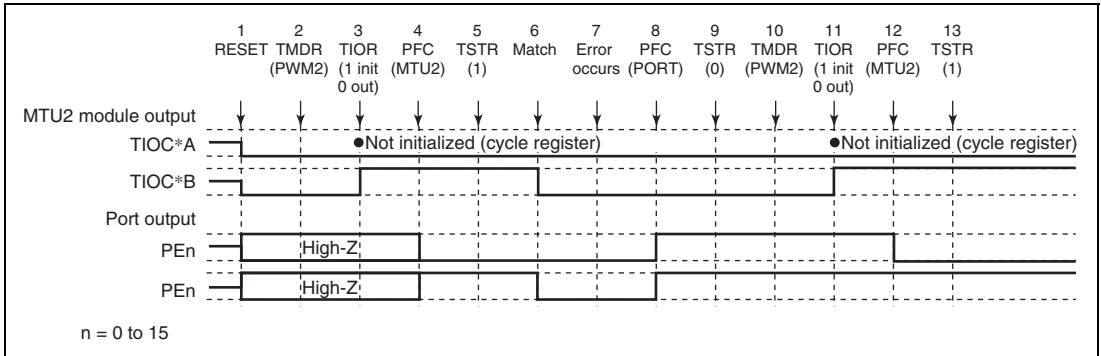 1 2 3 4 5 6 7 8 9 10 11 12 13
RESET TMDR TIOR PFC TSTR Match Error PFC TSTR TMDR TIOR PFC TSTR
(PWM2) (1 init (MTU2) (1) occurs (PORT) (0) (PWM2) (1 init (MTU2) (1)
0 out) 0 out)
MTU2 module output
TIOC*A ●Not initialized (cycle register) ●Not initialized (cycle register)
TIOC*B
Port output
PEn High-Z
PEn High-Z
n = 0 to 15